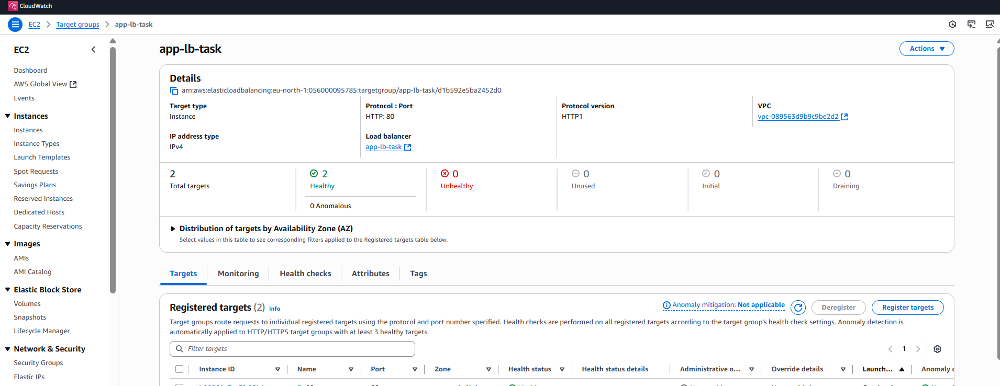 CloudWatch
EC2 Target groups app-lb-task
EC2
Dashboard
AWS Global View
Events
Instances
Instances
Instance Types
Launch Templates
Spot Requests
Savings Plans
Reserved Instances
Dedicated Hosts
Capacity Reservations
Images
AMIs
AMI Catalog
Elastic Block Store
Volumes
Snapshots
Lifecycle Manager
Network & Security
Security Groups
Elastic IPs
app-lb-task
Actions
Details
arn:aws:elasticloadbalancing:eu-north-1:056000095785:targetgroup/app-lb-task/d1b592e5ba2452d0
Target type
Instance
Protocol : Port
HTTP: 80
Protocol version
HTTP1
VPC
vpc-089563d9b9c9be2d2
IP address type
IPv4
Load balancer
app-lb-task
2
Total targets
2
Healthy
0 Anomalous
0
Unhealthy
0
Unused
0
Initial
0
Draining
Distribution of targets by Availability Zone (AZ)
Select values in this table to see corresponding filters applied to the Registered targets table below.
Targets Monitoring Health checks Attributes Tags
Registered targets (2) Info
Anomaly mitigation: Not applicable
Deregister
Register targets
Target groups route requests to individual registered targets using the protocol and port number specified. Health checks are performed on all registered targets according to the target group's health check settings. Anomaly detection is
automatically applied to HTTP/HTTPS target groups with at least 3 healthy targets.
Filter targets
1
Instance ID Name Port Zone Health status Health status details Administrative o... Override details Launch... Anomaly